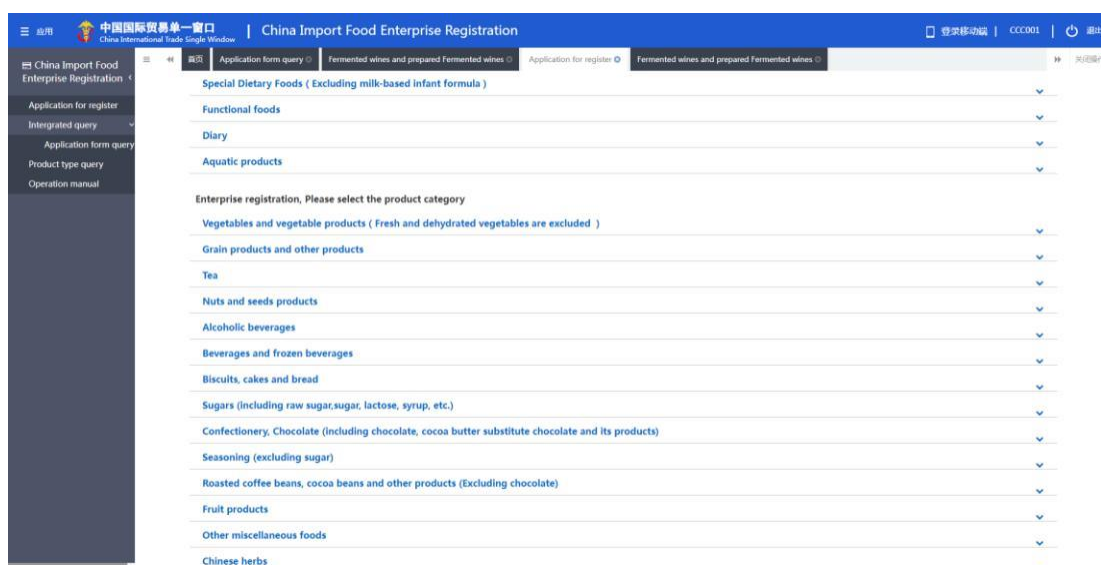 应用
中国国际贸易单一窗口
China International Trade Single Window
China Import Food Enterprise Registration
登录移动端
CCC001
退出
China Import Food
Enterprise Registration
首页
Application form query
Fermented wines and prepared Fermented wines
Application for register
Fermented wines and prepared Fermented wines
关闭操作
Application for register
Intergrated query
Application form query
Product type query
Operation manual
Special Dietary Foods ( Excluding milk-based infant formula )
Functional foods
Diary
Aquatic products
Enterprise registration, Please select the product category
Vegetables and vegetable products ( Fresh and dehydrated vegetables are excluded )
Grain products and other products
Tea
Nuts and seeds products
Alcoholic beverages
Beverages and frozen beverages
Biscuits, cakes and bread
Sugars (including raw sugar,sugar, lactose, syrup, etc.)
Confectionery, Chocolate (including chocolate, cocoa butter substitute chocolate and its products)
Seasoning (excluding sugar)
Roasted coffee beans, cocoa beans and other products (Excluding chocolate)
Fruit products
Other miscellaneous foods
Chinese herbs